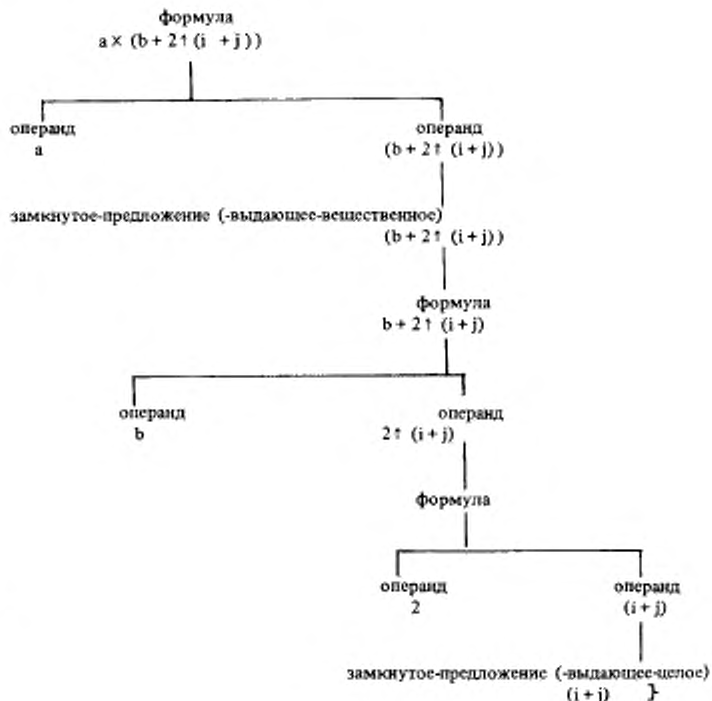 формула
a × (b + 2↑ (i + j))
операнд операнд
a (b + 2↑ (i + j))
замкнутое-предложение (-выдающее-вещественное)
(b + 2↑ (i + j))
формула
b + 2↑ (i + j)
операнд операнд
b 2↑ (i + j)
формула
операнд операнд
2 (i + j)
замкнутое-предложение (-выдающее-целое)
(i + j) }